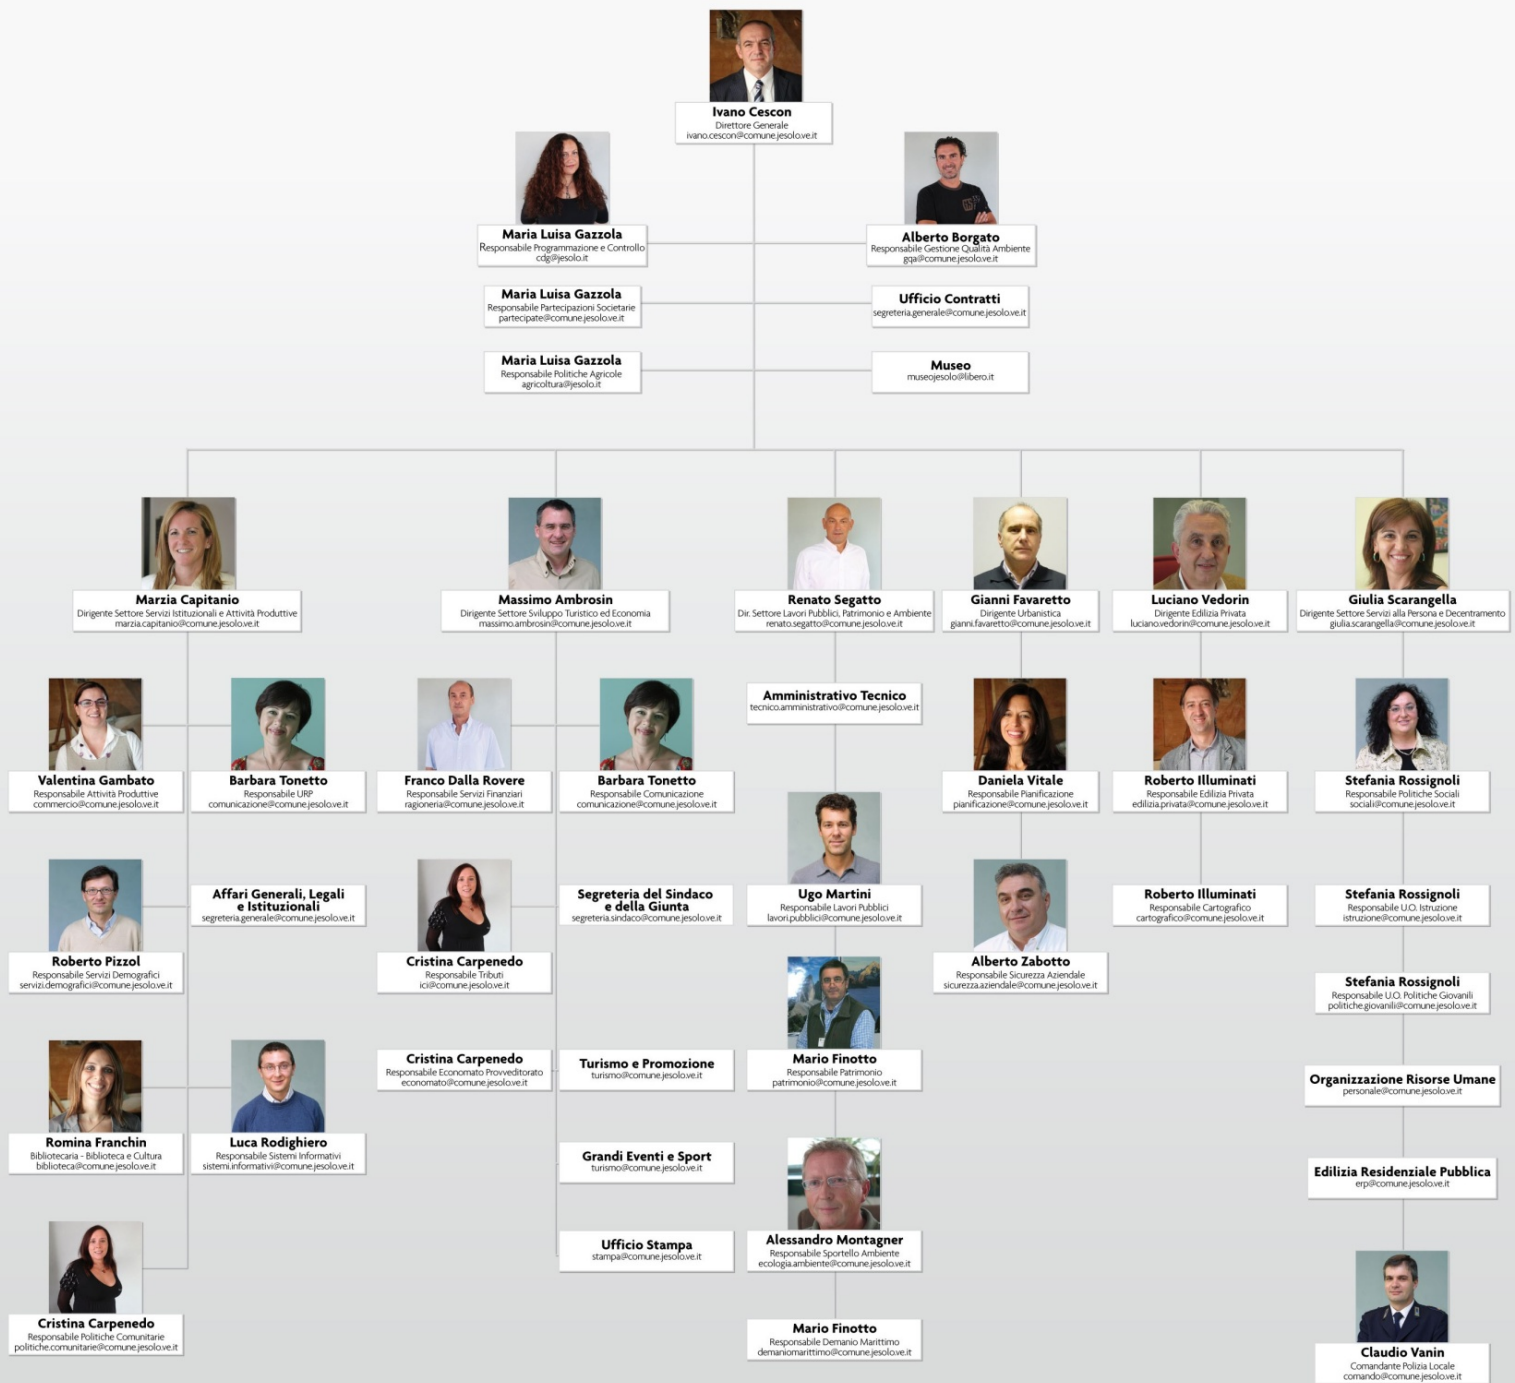 Ivano Cescon
Direttore Generale
ivano.cescon@comune.jesolo.ve.it
Maria Luisa Gazzola
Responsabile Programmazione e Controllo
cdg@jesolo.it
Alberto Borgato
Responsabile Gestione Qualità Ambiente
gqa@comune.jesolo.ve.it
Maria Luisa Gazzola
Responsabile Partecipazioni Societarie
partecipate@comune.jesolo.ve.it
Ufficio Contratti
segreteria.generale@comune.jesolo.ve.it
Maria Luisa Gazzola
Responsabile Politiche Agricole
agricoltura@jesolo.it
Museo
museojesolo@libero.it
Marzia Capitanio
Dirigente Settore Servizi Istituzionali e Attività Produttive
marzia.capitanio@comune.jesolo.ve.it
Massimo Ambrosin
Dirigente Settore Sviluppo Turistico ed Economia
massimo.ambrosin@comune.jesolo.ve.it
Renato Segatto
Dir. Settore Lavori Pubblici, Patrimonio e Ambiente
renato.segatto@comune.jesolo.ve.it
Gianni Favaretto
Dirigente Urbanistica
gianni.favaretto@comune.jesolo.ve.it
Luciano Vedorin
Dirigente Edilizia Privata
luciano.vedorin@comune.jesolo.ve.it
Giulia Scarangella
Dirigente Settore Servizi alla Persona e Decentramento
giulia.scarangella@comune.jesolo.ve.it
Valentina Gambato
Responsabile Attività Produttive
commercio@comune.jesolo.ve.it
Barbara Tonetto
Responsabile URP
comunicazione@comune.jesolo.ve.it
Franco Dalla Rovere
Responsabile Servizi Finanziari
ragioneria@comune.jesolo.ve.it
Barbara Tonetto
Responsabile Comunicazione
comunicazione@comune.jesolo.ve.it
Amministrativo Tecnico
tecnico.amministrativo@comune.jesolo.ve.it
Daniela Vitale
Responsabile Pianificazione
pianificazione@comune.jesolo.ve.it
Roberto Illuminati
Responsabile Edilizia Privata
edilizia.privata@comune.jesolo.ve.it
Stefania Rossignoli
Responsabile Politiche Sociali
sociali@comune.jesolo.ve.it
Roberto Pizzol
Responsabile Servizi Demografici
servizi.demografici@comune.jesolo.ve.it
Affari Generali, Legali
e Istituzionali
segreteria.generale@comune.jesolo.ve.it
Cristina Carpenedo
Responsabile Tributi
ici@comune.jesolo.ve.it
Segreteria del Sindaco
e della Giunta
segreteria.sindaco@comune.jesolo.ve.it
Ugo Martini
Responsabile Lavori Pubblici
lavori.pubblici@comune.jesolo.ve.it
Alberto Zabotto
Responsabile Sicurezza Aziendale
sicurezza.aziendale@comune.jesolo.ve.it
Roberto Illuminati
Responsabile Cartografico
cartografico@comune.jesolo.ve.it
Stefania Rossignoli
Responsabile U.O. Istruzione
istruzione@comune.jesolo.ve.it
Stefania Rossignoli
Responsabile U.O. Politiche Giovanili
politiche.giovanili@comune.jesolo.ve.it
Romina Franchin
Bibliotecaria - Biblioteca e Cultura
biblioteca@comune.jesolo.ve.it
Luca Rodighiero
Responsabile Sistemi Informativi
sistemi.informativi@comune.jesolo.ve.it
Cristina Carpenedo
Responsabile Economato Provveditorato
economato@comune.jesolo.ve.it
Turismo e Promozione
turismo@comune.jesolo.ve.it
Mario Finotto
Responsabile Patrimonio
patrimonio@comune.jesolo.ve.it
Organizzazione Risorse Umane
personale@comune.jesolo.ve.it
Grandi Eventi e Sport
turismo@comune.jesolo.ve.it
Edilizia Residenziale Pubblica
erp@comune.jesolo.ve.it
Ufficio Stampa
stampa@comune.jesolo.ve.it
Alessandro Montagner
Responsabile Sportello Ambiente
ecologia.ambiente@comune.jesolo.ve.it
Cristina Carpenedo
Responsabile Politiche Comunitarie
politiche.comunitarie@comune.jesolo.ve.it
Mario Finotto
Responsabile Demanio Marittimo
demaniomarittimo@comune.jesolo.ve.it
Claudio Vanin
Comandante Polizia Locale
comando@comune.jesolo.ve.it